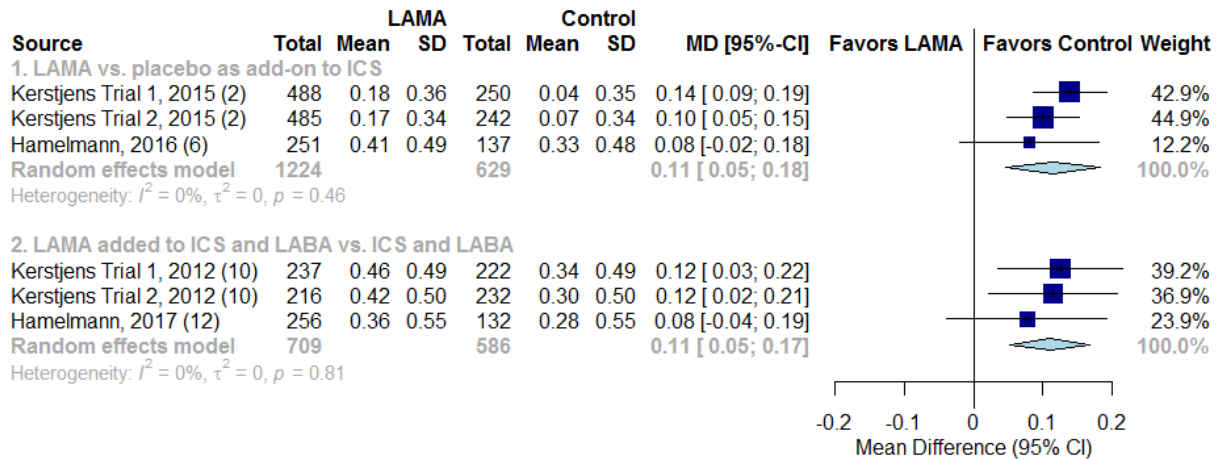 LAMA Control
Source Total Mean SD Total Mean SD MD [95%-CI] Favors LAMA Favors Control Weight
1. LAMA vs. placebo as add-on to ICS
Kerstjens Trial 1, 2015 (2) 488 0.18 0.36 250 0.04 0.35 0.14 [ 0.09; 0.19] 42.9%
Kerstjens Trial 2, 2015 (2) 485 0.17 0.34 242 0.07 0.34 0.10 [ 0.05; 0.15] 44.9%
Hamelmann, 2016 (6) 251 0.41 0.49 137 0.33 0.48 0.08 [-0.02; 0.18] 12.2%
Random effects model 1224 629 0.11 [ 0.05; 0.18] 100.0%
Heterogeneity: I² = 0%, τ² = 0, p = 0.46
2. LAMA added to ICS and LABA vs. ICS and LABA
Kerstjens Trial 1, 2012 (10) 237 0.46 0.49 222 0.34 0.49 0.12 [ 0.03; 0.22] 39.2%
Kerstjens Trial 2, 2012 (10) 216 0.42 0.50 232 0.30 0.50 0.12 [ 0.02; 0.21] 36.9%
Hamelmann, 2017 (12) 256 0.36 0.55 132 0.28 0.55 0.08 [-0.04; 0.19] 23.9%
Random effects model 709 586 0.11 [ 0.05; 0.17] 100.0%
Heterogeneity: I² = 0%, τ² = 0, p = 0.81
-0.2 -0.1 0 0.1 0.2
Mean Difference (95% CI)